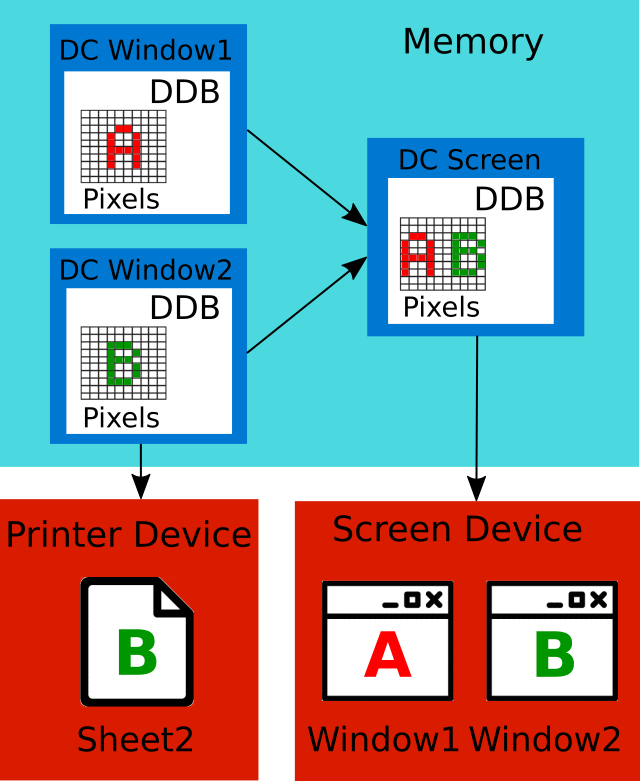 Memory
DC Window1
DDB
A
Pixels
DC Window2
DDB
B
Pixels
DC Screen
DDB
A B
Pixels
Printer Device
B
Sheet2
Screen Device
A
B
Window1 Window2